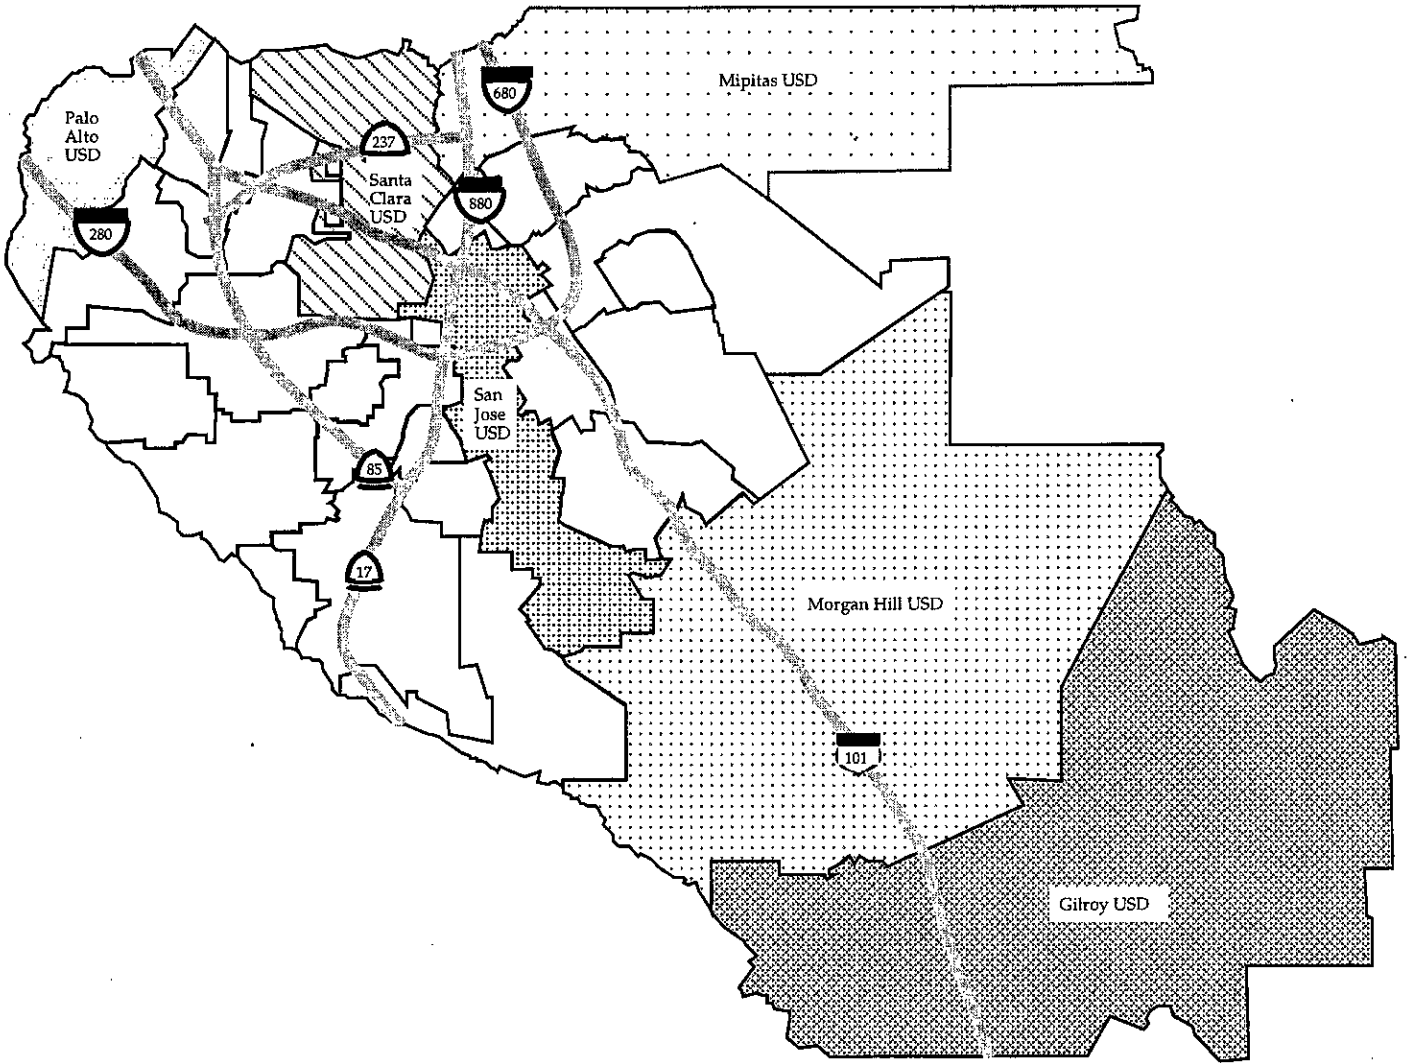 Mipitas USD
680
Palo
Alto
USD
237
Santa
Clara
USD
880
280
San
Jose
USD
85
17
Morgan Hill USD
101
Gilroy USD